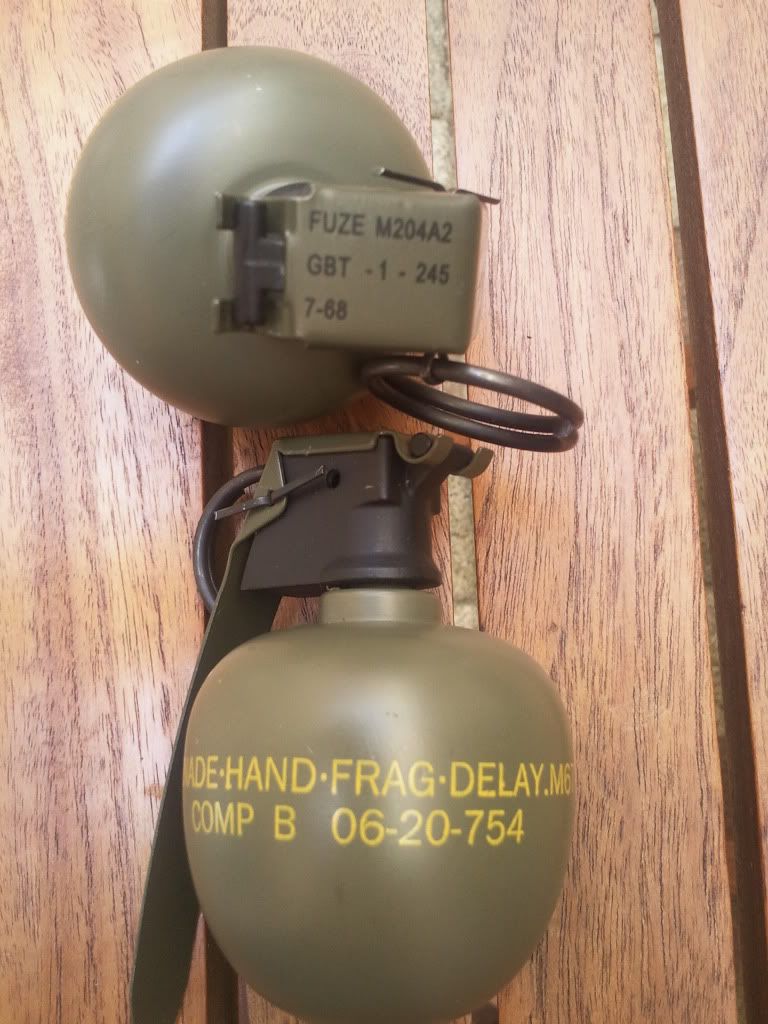 FUZE M204A2
GBT - 1 - 245
7-68
ADE·HAND·FRAG·DELAY.M6
COMP B 06-20-754